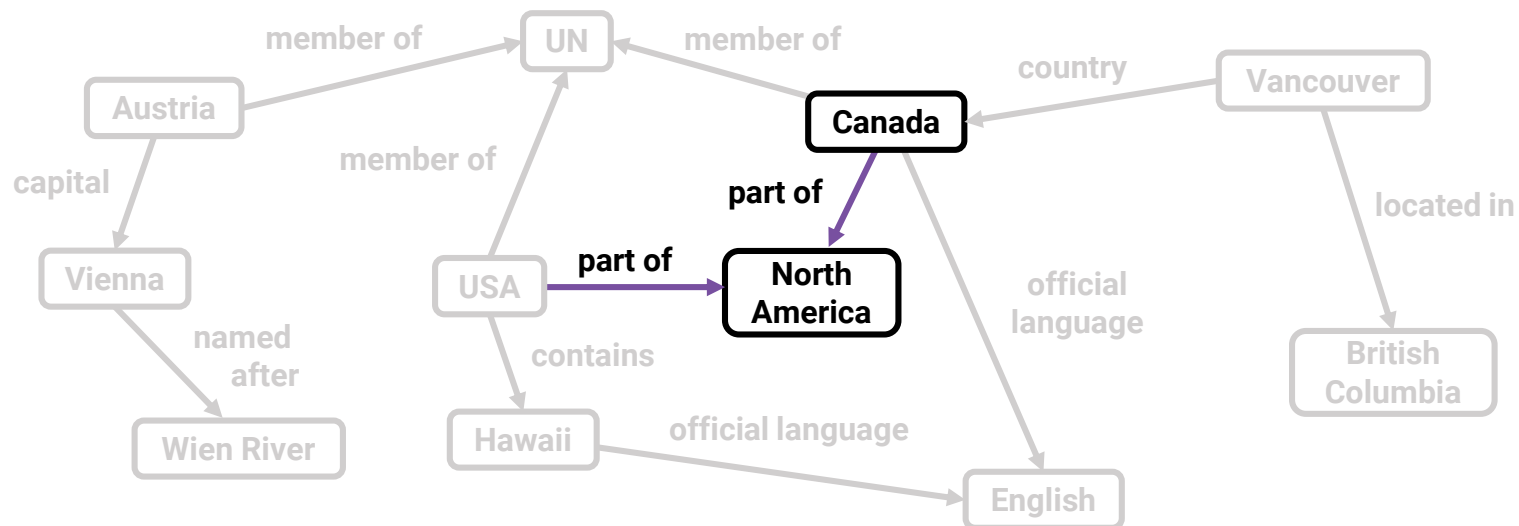 member of
UN
member of
country
Vancouver
Austria
Canada
member of
capital
part of
located in
Vienna
USA
part of
North
America
official
language
named
after
contains
British
Columbia
Wien River
Hawaii
official language
English